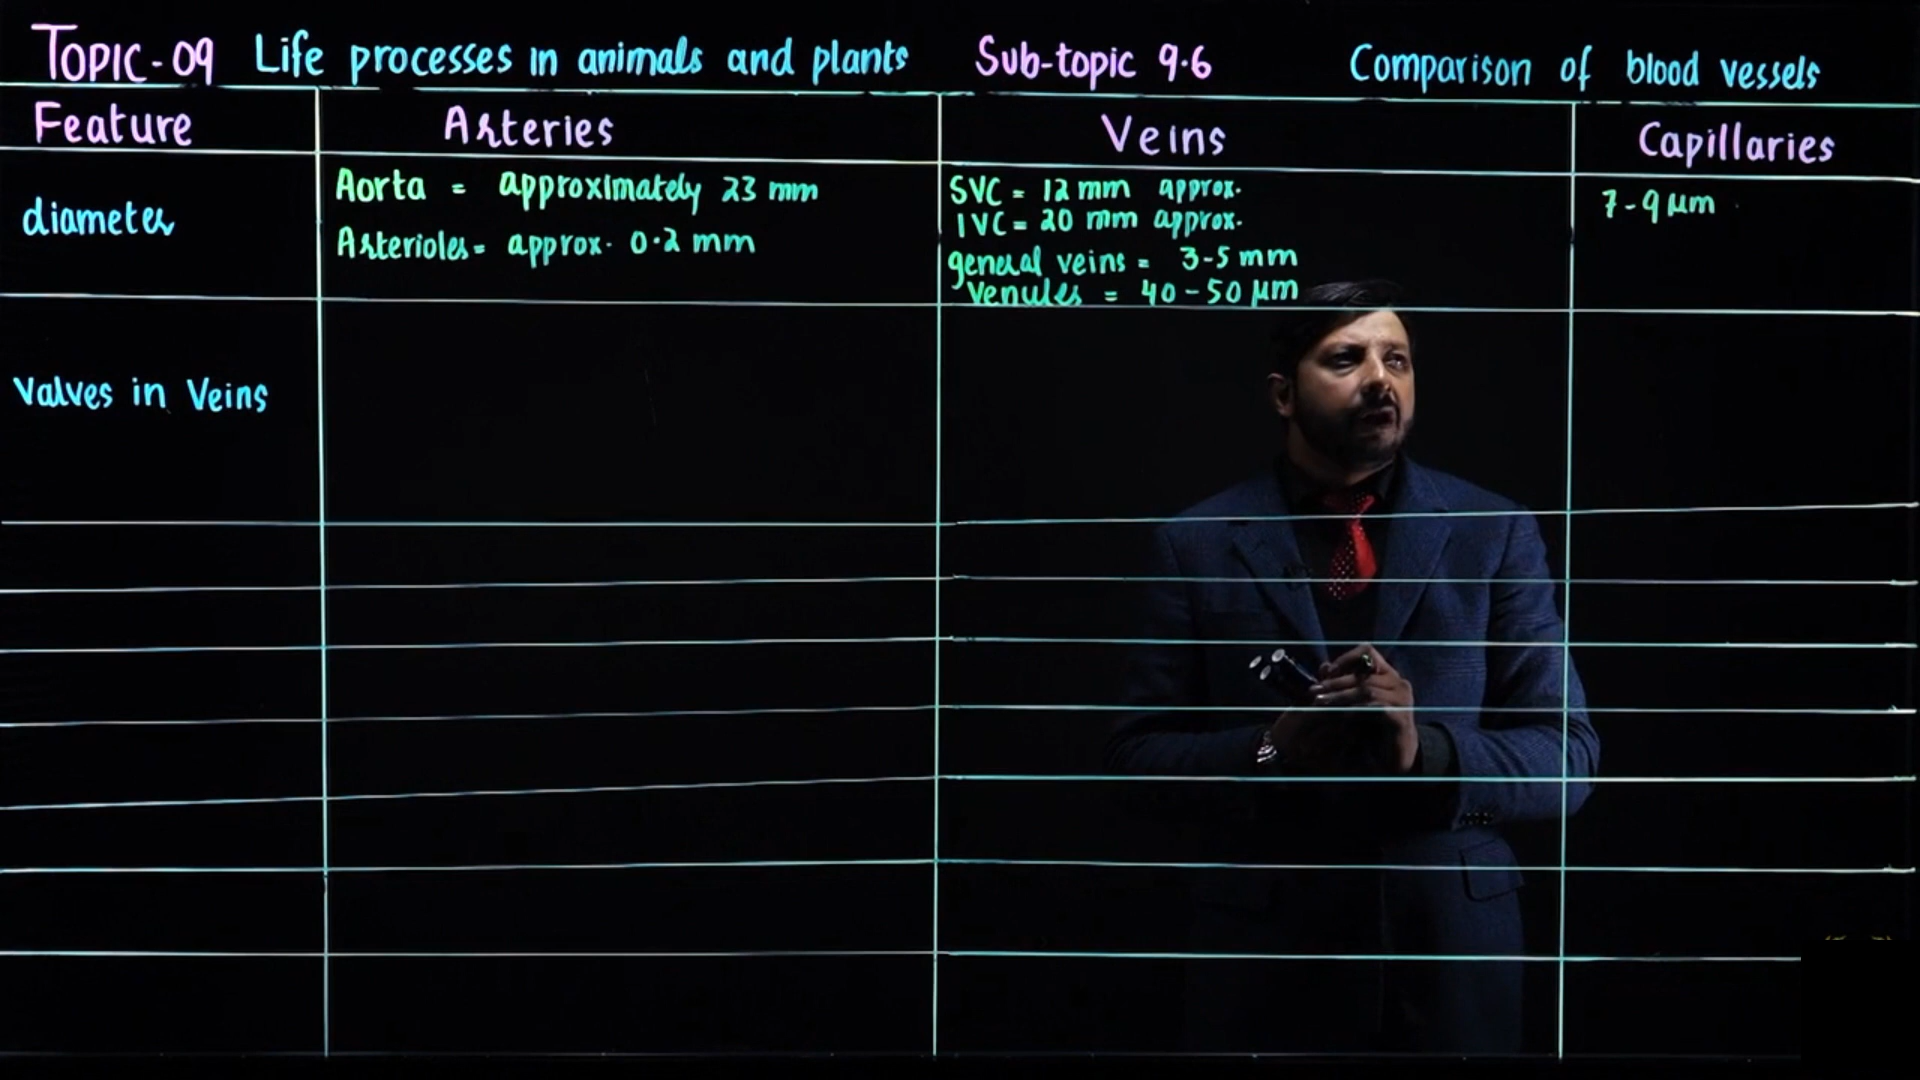 Topic-09 Life processes in animals and plants Sub-topic 9.6 Comparison of blood vessels
Feature Arteries Veins Capillaries
diameter
Aorta = approximately 23 mm
Arterioles = approx. 0.2 mm
SVC = 12 mm approx.
IVC = 20 mm approx.
general veins = 3-5 mm
Venules = 40-50 μm
7-9 μm
Valves in Veins